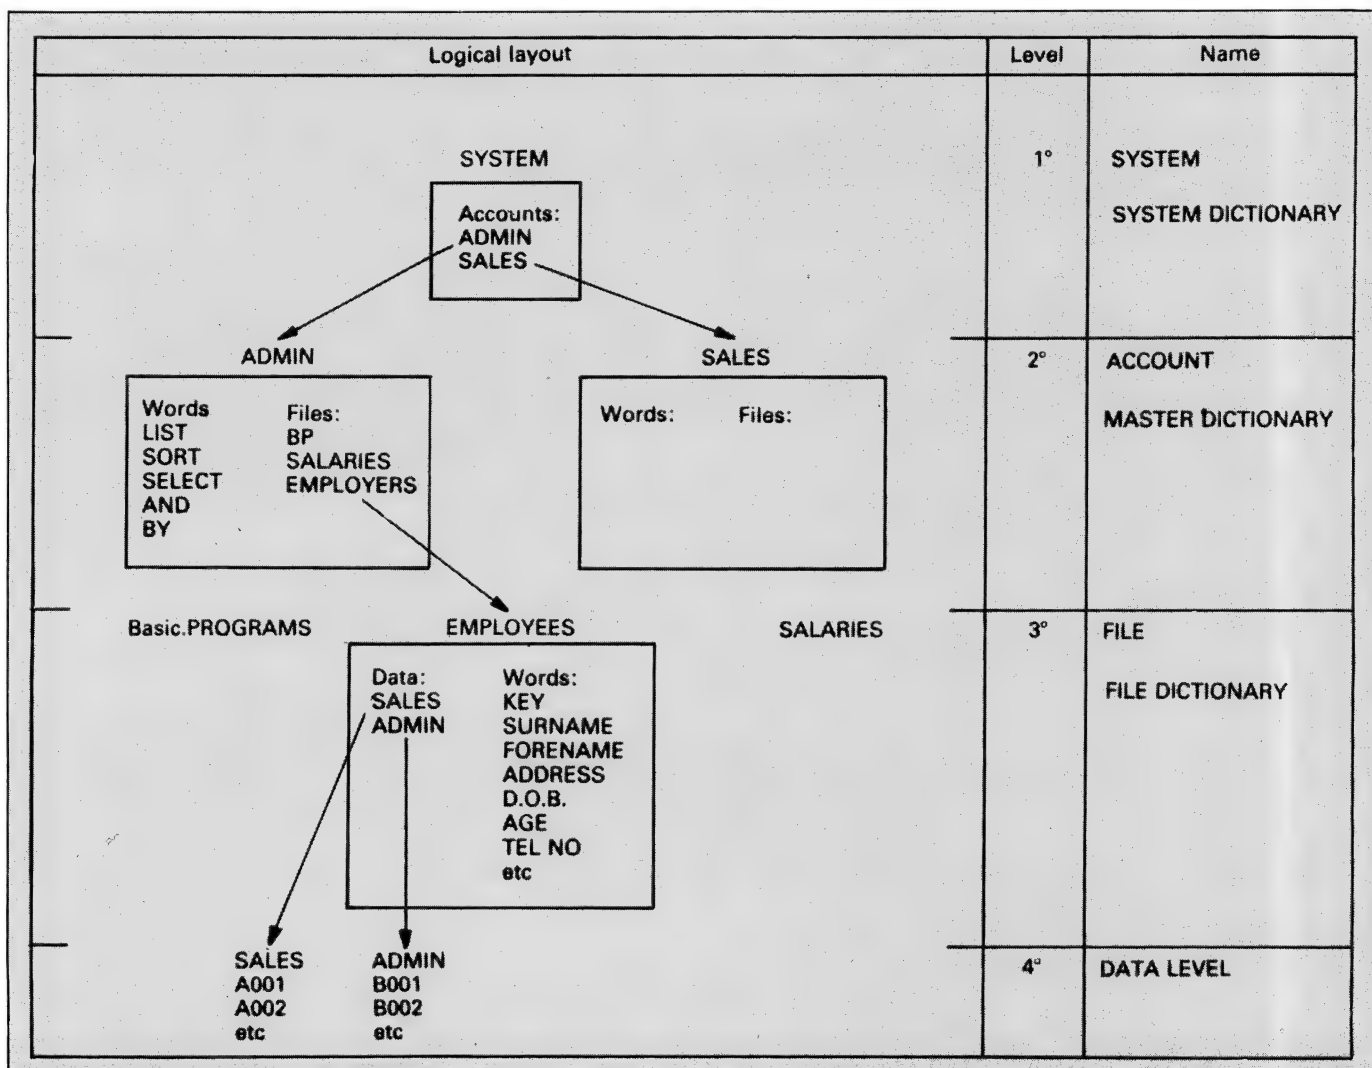 Logical layout
Level
Name
SYSTEM
Accounts:
ADMIN
SALES
1°
SYSTEM
SYSTEM DICTIONARY
ADMIN
Words
LIST
SORT
SELECT
AND
BY
Files:
BP
SALARIES
EMPLOYERS
SALES
Words:
Files:
2°
ACCOUNT
MASTER DICTIONARY
Basic.PROGRAMS
EMPLOYEES
SALARIES
Data:
SALES
ADMIN
Words:
KEY
SURNAME
FORENAME
ADDRESS
D.O.B.
AGE
TEL NO
etc
3°
FILE
FILE DICTIONARY
SALES
A001
A002
etc
ADMIN
B001
B002
etc
4°
DATA LEVEL